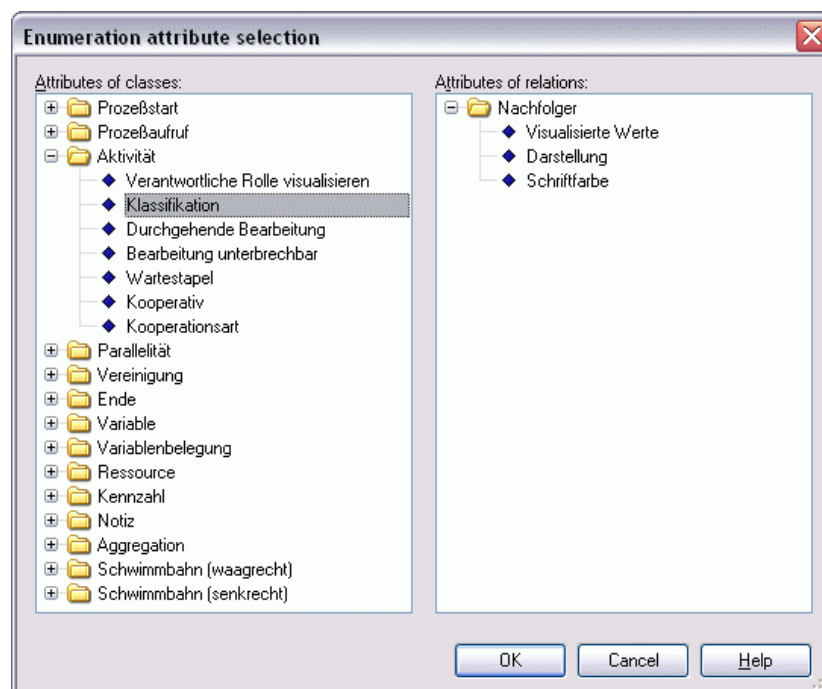 Enumeration attribute selection
Attributes of classes:
Prozeßstart
Prozeßaufruf
Aktivität
Verantwortliche Rolle visualisieren
Klassifikation
Durchgehende Bearbeitung
Bearbeitung unterbrechbar
Wartestapel
Kooperativ
Kooperationsart
Parallelität
Vereinigung
Ende
Variable
Variablenbelegung
Ressource
Kennzahl
Notiz
Aggregation
Schwimmbahn (waagrecht)
Schwimmbahn (senkrecht)
Attributes of relations:
Nachfolger
Visualisierte Werte
Darstellung
Schriftfarbe
OK
Cancel
Help